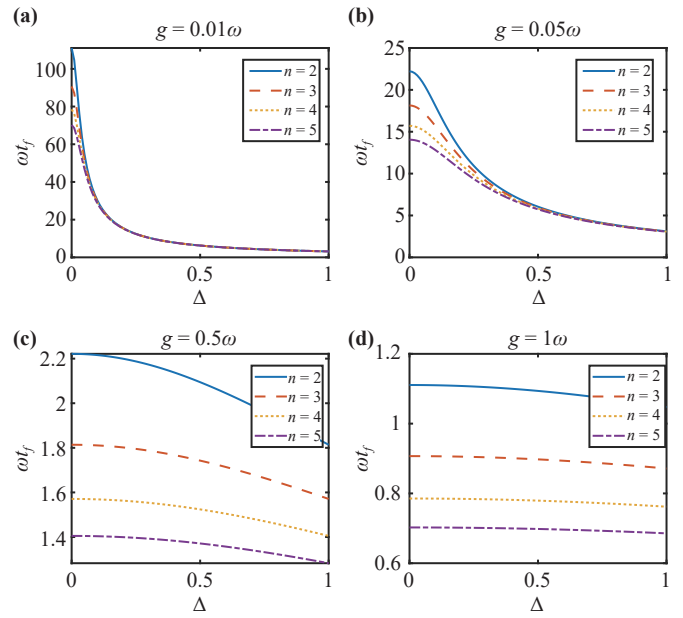 (a)
g = 0.01ω
ωt_f
100
80
60
40
20
0
0
0.5
1
Δ
n = 2
n = 3
n = 4
n = 5
(b)
g = 0.05ω
ωt_f
25
20
15
10
5
0
0
0.5
1
Δ
n = 2
n = 3
n = 4
n = 5
(c)
g = 0.5ω
ωt_f
2.2
2
1.8
1.6
1.4
0
0.5
1
Δ
n = 2
n = 3
n = 4
n = 5
(d)
g = 1ω
ωt_f
1.2
1
0.8
0.6
0
0.5
1
Δ
n = 2
n = 3
n = 4
n = 5